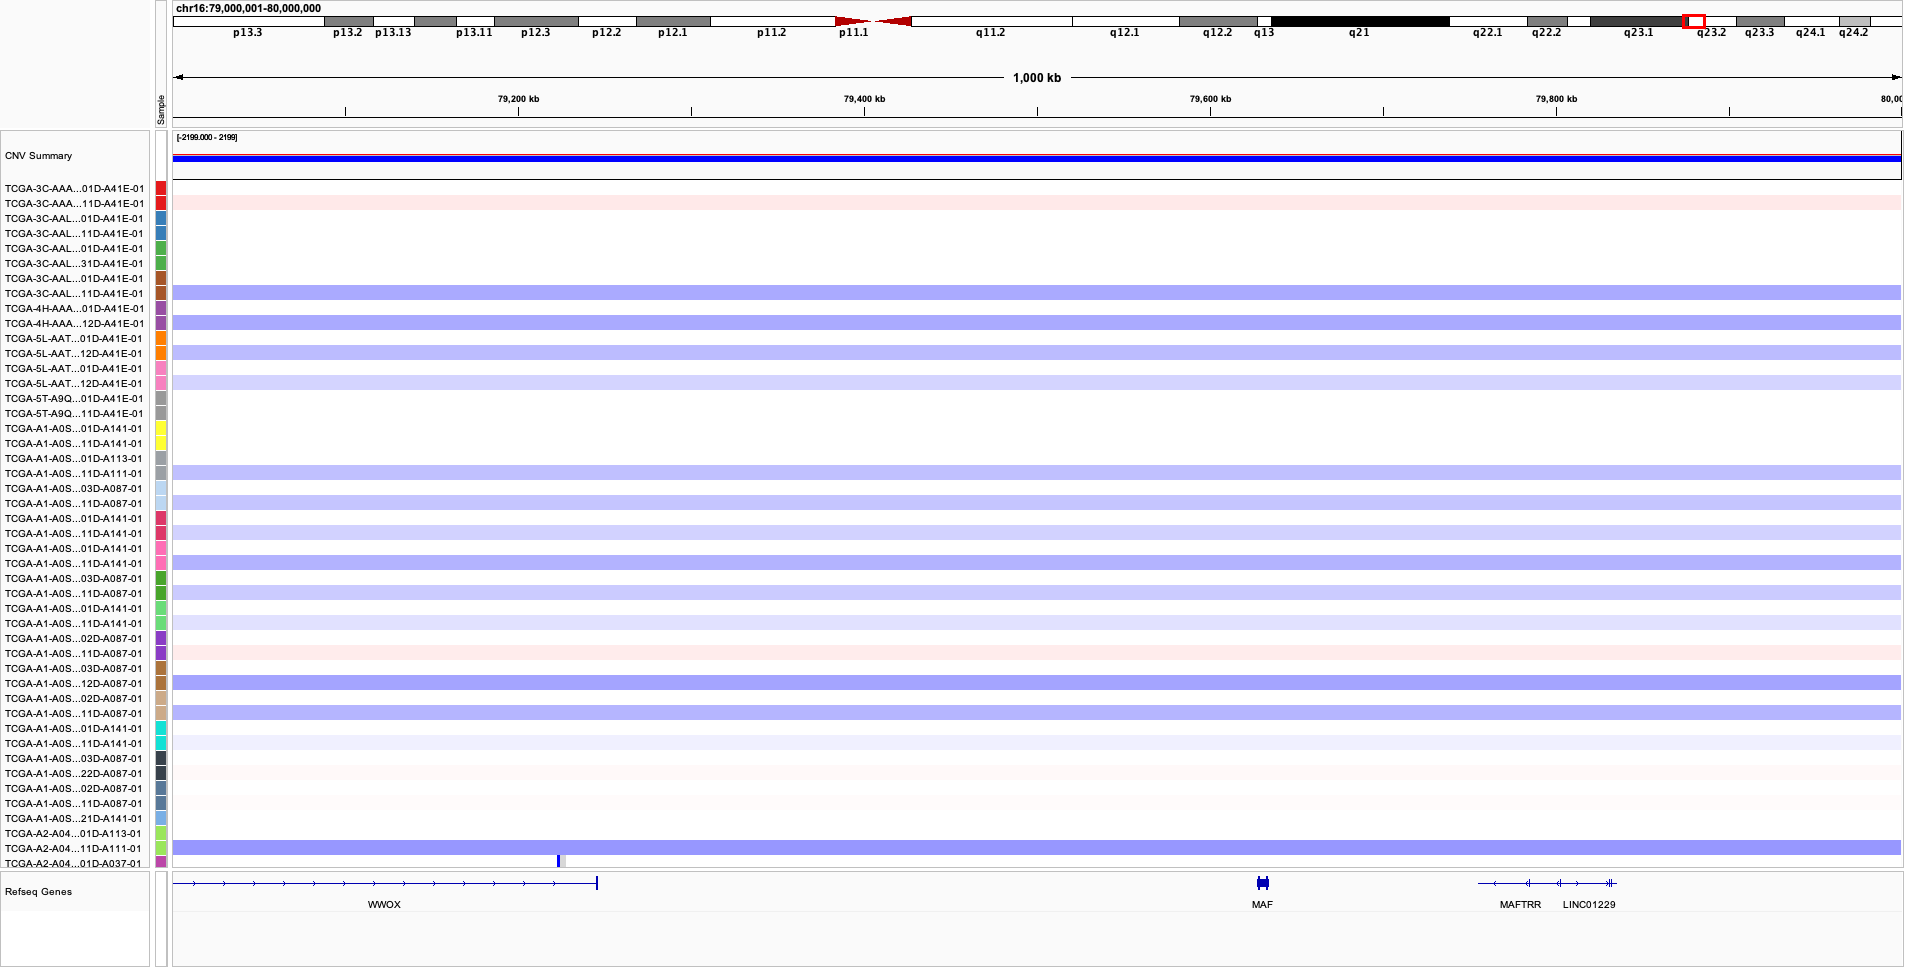 chr16:79,000,001-80,000,000
p13.3 p13.2 p13.13 p13.11 p12.3 p12.2 p12.1 p11.2 p11.1 q11.2 q12.1 q12.2 q13 q21 q22.1 q22.2 q23.1 q23.2 q23.3 q24.1 q24.2
1,000 kb
Sample
79,200 kb 79,400 kb 79,600 kb 79,800 kb 80,00
[-2199.000 - 2199]
CNV Summary
TCGA-3C-AAA...01D-A41E-01
TCGA-3C-AAA...11D-A41E-01
TCGA-3C-AAL...01D-A41E-01
TCGA-3C-AAL...11D-A41E-01
TCGA-3C-AAL...01D-A41E-01
TCGA-3C-AAL...31D-A41E-01
TCGA-3C-AAL...01D-A41E-01
TCGA-3C-AAL...11D-A41E-01
TCGA-4H-AAA...01D-A41E-01
TCGA-4H-AAA...12D-A41E-01
TCGA-5L-AAT...01D-A41E-01
TCGA-5L-AAT...12D-A41E-01
TCGA-5L-AAT...01D-A41E-01
TCGA-5L-AAT...12D-A41E-01
TCGA-5T-A9Q...01D-A41E-01
TCGA-5T-A9Q...11D-A41E-01
TCGA-A1-A0S...01D-A141-01
TCGA-A1-A0S...11D-A141-01
TCGA-A1-A0S...01D-A113-01
TCGA-A1-A0S...11D-A111-01
TCGA-A1-A0S...03D-A087-01
TCGA-A1-A0S...11D-A087-01
TCGA-A1-A0S...01D-A141-01
TCGA-A1-A0S...11D-A141-01
TCGA-A1-A0S...01D-A141-01
TCGA-A1-A0S...11D-A141-01
TCGA-A1-A0S...03D-A087-01
TCGA-A1-A0S...11D-A087-01
TCGA-A1-A0S...01D-A141-01
TCGA-A1-A0S...11D-A141-01
TCGA-A1-A0S...02D-A087-01
TCGA-A1-A0S...11D-A087-01
TCGA-A1-A0S...03D-A087-01
TCGA-A1-A0S...12D-A087-01
TCGA-A1-A0S...02D-A087-01
TCGA-A1-A0S...11D-A087-01
TCGA-A1-A0S...01D-A141-01
TCGA-A1-A0S...11D-A141-01
TCGA-A1-A0S...03D-A087-01
TCGA-A1-A0S...22D-A087-01
TCGA-A1-A0S...02D-A087-01
TCGA-A1-A0S...11D-A087-01
TCGA-A1-A0S...21D-A141-01
TCGA-A2-A04...01D-A113-01
TCGA-A2-A04...11D-A111-01
TCGA-A2-A04...01D-A037-01
Refseq Genes
WWOX MAF MAFTRR LINC01229